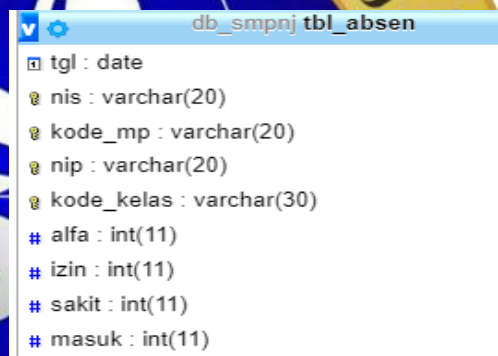 v db_smpnj tbl_absen
tgl : date
nis : varchar(20)
kode_mp : varchar(20)
nip : varchar(20)
kode_kelas : varchar(30)
# alfa : int(11)
# izin : int(11)
# sakit : int(11)
# masuk : int(11)